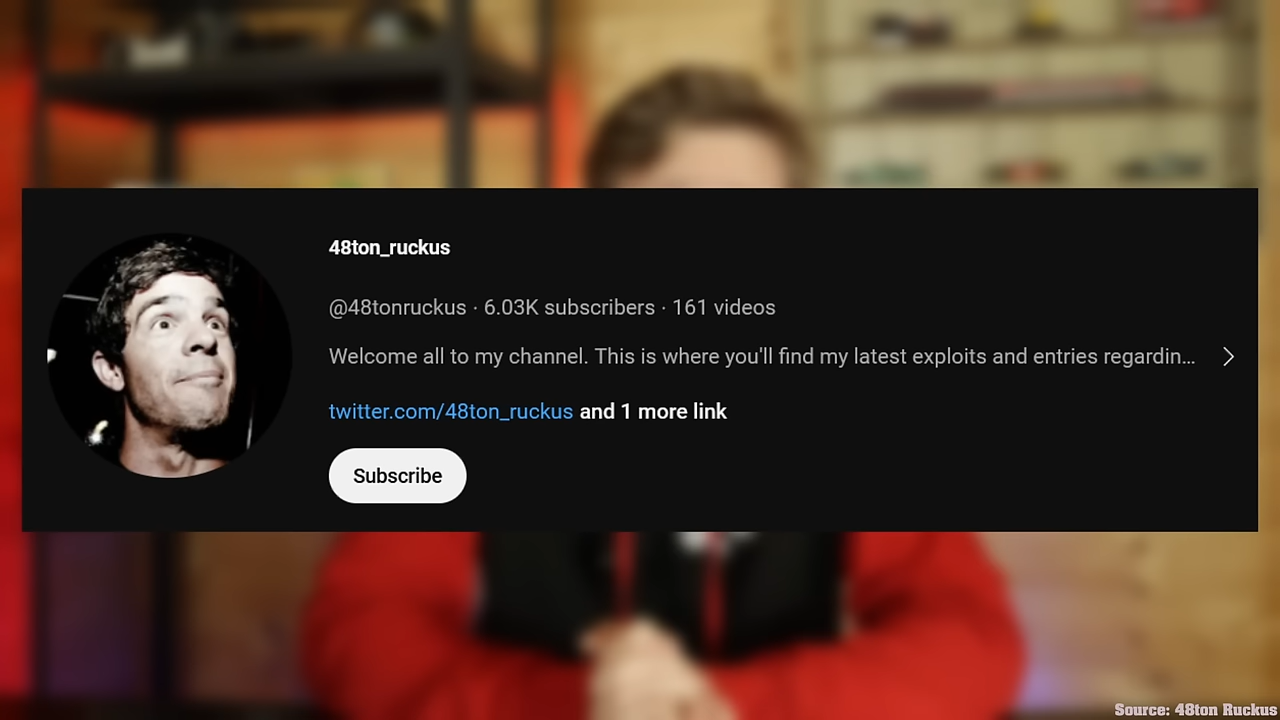 48ton_ruckus
@48tonruckus · 6.03K subscribers · 161 videos
Welcome all to my channel. This is where you'll find my latest exploits and entries regardin...
twitter.com/48ton_ruckus and 1 more link
Subscribe
Source: 48ton Ruckus